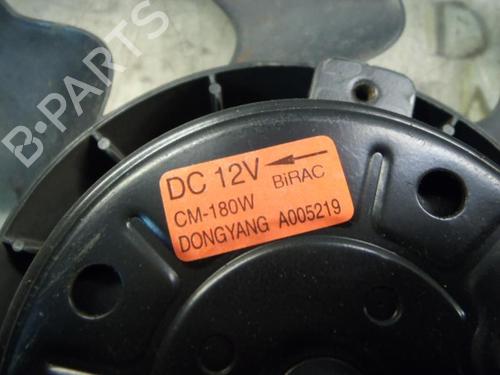 B-PARTS
DC 12V
BiRAC
CM-180W
DONGYANG A005219